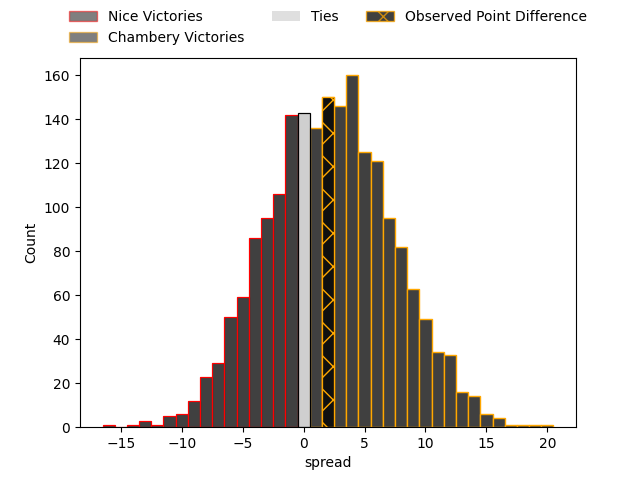 Nice Victories
Chambery Victories
Ties
Observed Point Difference
160
140
120
100
80
60
40
20
0
Count
−15
−10
−5
0
5
10
15
20
spread